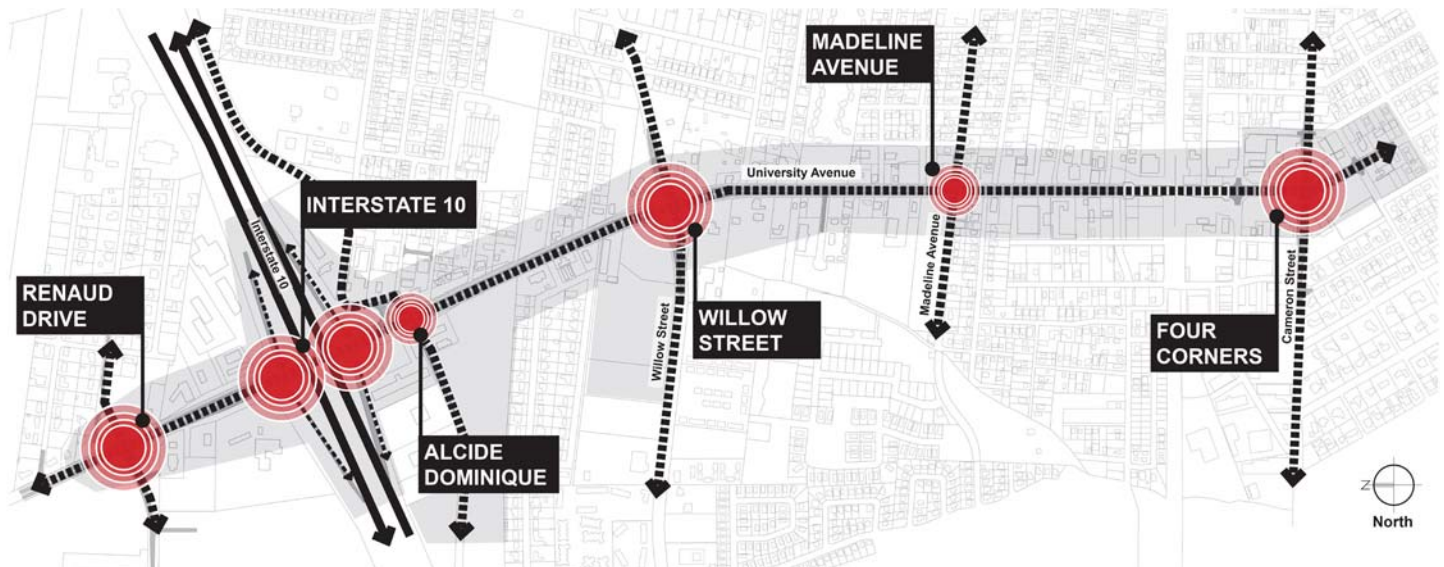 MADELINE
AVENUE
University Avenue
INTERSTATE 10
Interstate 10
RENAUD
DRIVE
Madeline Avenue
WILLOW
STREET
Willow Street
FOUR
CORNERS
Cameron Street
ALCIDE
DOMINIQUE
Z
North